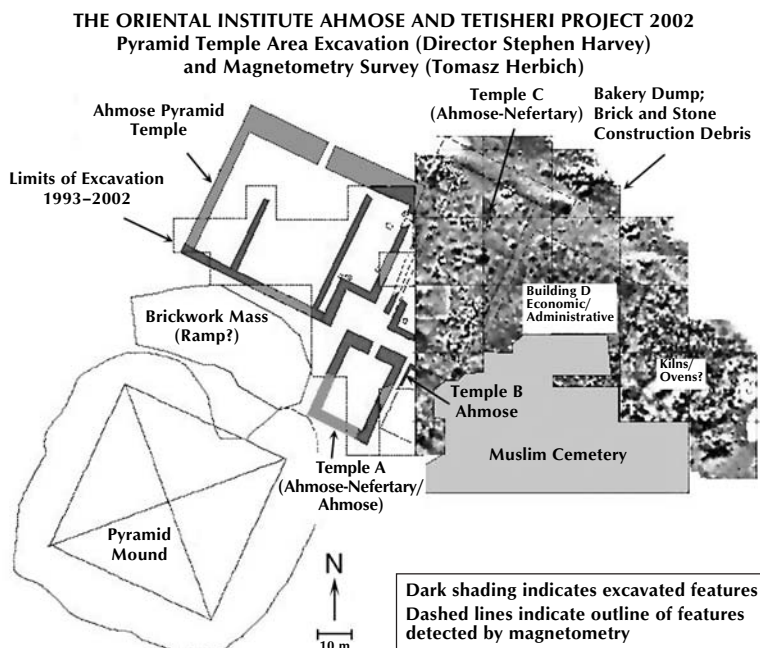 THE ORIENTAL INSTITUTE AHMOSE AND TETISHERI PROJECT 2002
Pyramid Temple Area Excavation (Director Stephen Harvey)
and Magnetometry Survey (Tomasz Herbich)
Ahmose Pyramid
Temple
Temple C
(Ahmose-Nefertary)
Bakery Dump;
Brick and Stone
Construction Debris
Limits of Excavation
1993–2002
Brickwork Mass
(Ramp?)
Building D
Economic/
Administrative
Kilns/
Ovens?
Temple B
Ahmose
Muslim Cemetery
Temple A
(Ahmose-Nefertary/
Ahmose)
Pyramid
Mound
N
10 m
Dark shading indicates excavated features
Dashed lines indicate outline of features
detected by magnetometry